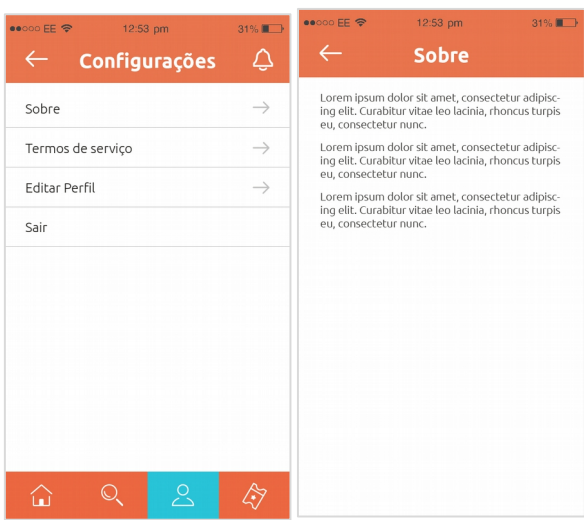 EE 12:53 pm 31%
Configurações
Sobre
Termos de serviço
Editar Perfil
Sair
EE 12:53 pm 31%
Sobre
Lorem ipsum dolor sit amet, consectetur adipisc-
ing elit. Curabitur vitae leo lacinia, rhoncus turpis
eu, consectetur nunc.
Lorem ipsum dolor sit amet, consectetur adipisc-
ing elit. Curabitur vitae leo lacinia, rhoncus turpis
eu, consectetur nunc.
Lorem ipsum dolor sit amet, consectetur adipisc-
ing elit. Curabitur vitae leo lacinia, rhoncus turpis
eu, consectetur nunc.